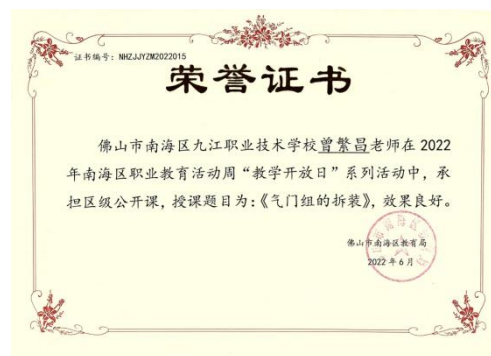 证书编号：NHZJJYZM2022015
荣誉证书
佛山市南海区九江职业技术学校曾繁昌老师在2022
年南海区职业教育活动周“教学开放日”系列活动中，承
担区级公开课，授课题目为：《气门组的拆装》，效果良好。
佛山市南海区教育局
2022年6月